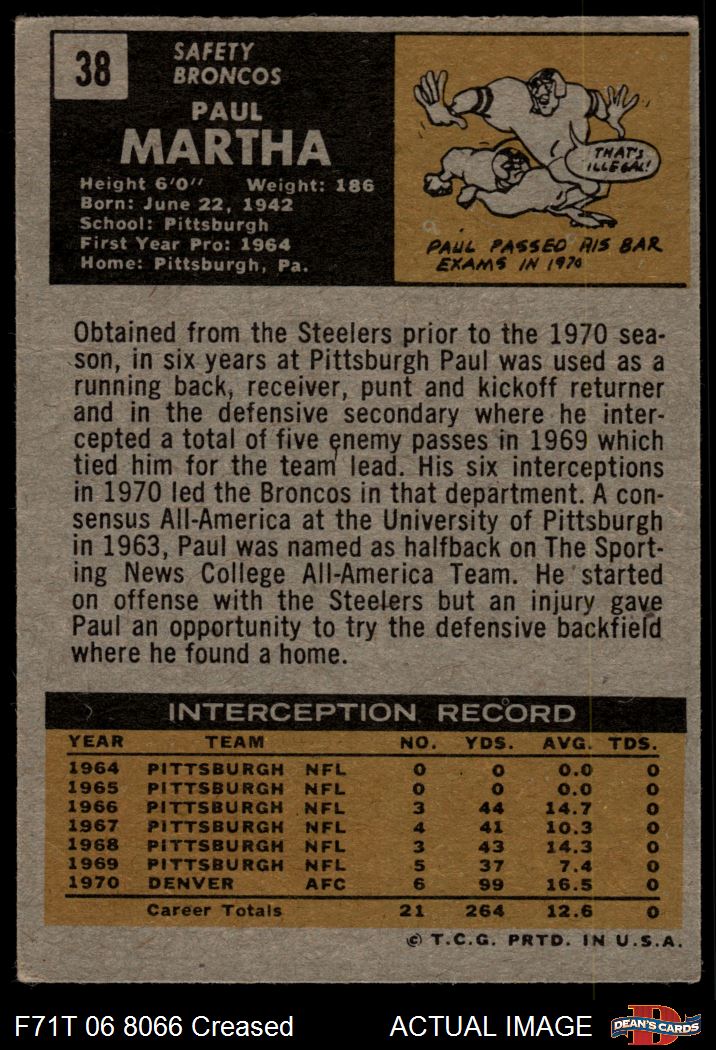 38
SAFETY
BRONCOS
PAUL
MARTHA
Height 6'0" Weight: 186
Born: June 22, 1942
School: Pittsburgh
First Year Pro: 1964
Home: Pittsburgh, Pa.
THAT'S
ILLEGAL!
PAUL PASSED HIS BAR
EXAMS IN 1970
Obtained from the Steelers prior to the 1970 sea-
son, in six years at Pittsburgh Paul was used as a
running back, receiver, punt and kickoff returner
and in the defensive secondary where he inter-
cepted a total of five enemy passes in 1969 which
tied him for the team lead. His six interceptions
in 1970 led the Broncos in that department. A con-
sensus All-America at the University of Pittsburgh
in 1963, Paul was named as halfback on The Sport-
ing News College All-America Team. He started
on offense with the Steelers but an injury gave
Paul an opportunity to try the defensive backfield
where he found a home.
INTERCEPTION RECORD
YEAR TEAM NO. YDS. AVG. TDS.
1964 PITTSBURGH NFL 0 0 0.0 0
1965 PITTSBURGH NFL 0 0 0.0 0
1966 PITTSBURGH NFL 3 44 14.7 0
1967 PITTSBURGH NFL 4 41 10.3 0
1968 PITTSBURGH NFL 3 43 14.3 0
1969 PITTSBURGH NFL 5 37 7.4 0
1970 DENVER AFC 6 99 16.5 0
Career Totals 21 264 12.6 0
© T.C.G. PRTD. IN U.S.A.
F71T 06 8066 Creased ACTUAL IMAGE
D
DEAN'S CARDS